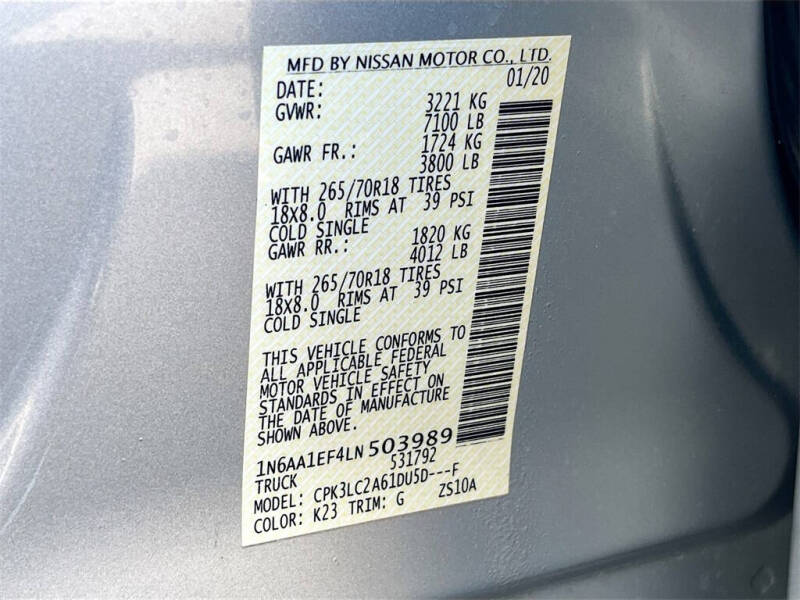 MFD BY NISSAN MOTOR CO., LTD.
DATE: 01/20
GVWR: 3221 KG
7100 LB
GAWR FR.: 1724 KG
3800 LB
WITH 265/70R18 TIRES
18X8.0 RIMS AT 39 PSI
COLD SINGLE
GAWR RR.: 1820 KG
4012 LB
WITH 265/70R18 TIRES
18X8.0 RIMS AT 39 PSI
COLD SINGLE
THIS VEHICLE CONFORMS TO
ALL APPLICABLE FEDERAL
MOTOR VEHICLE SAFETY
STANDARDS IN EFFECT ON
THE DATE OF MANUFACTURE
SHOWN ABOVE.
1N6AA1EF4LN503989
TRUCK 531792
MODEL: CPK3LC2A61DU5D---F
COLOR: K23 TRIM: G ZS10A